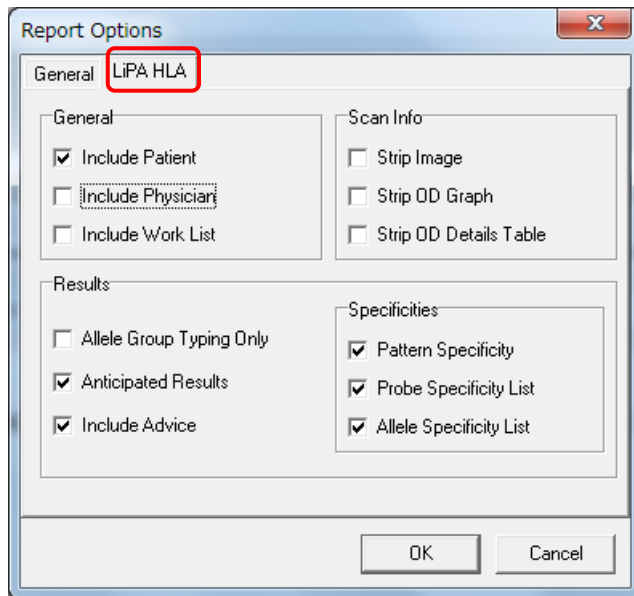 Report Options
General LiPA HLA
General
Include Patient
Include Physician
Include Work List
Scan Info
Strip Image
Strip OD Graph
Strip OD Details Table
Results
Allele Group Typing Only
Anticipated Results
Include Advice
Specificities
Pattern Specificity
Probe Specificity List
Allele Specificity List
OK Cancel